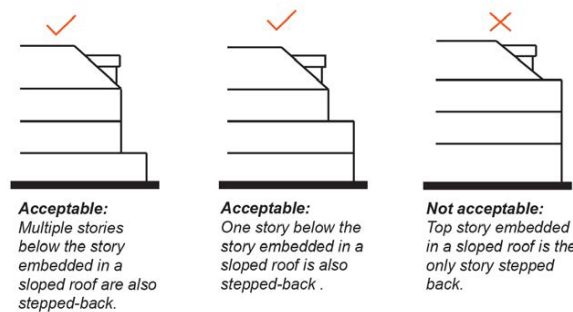 Acceptable:
Multiple stories
below the story
embedded in a
sloped roof are also
stepped-back.
Acceptable:
One story below the
story embedded in a
sloped roof is also
stepped-back .
Not acceptable:
Top story embedded
in a sloped roof is the
only story stepped
back.